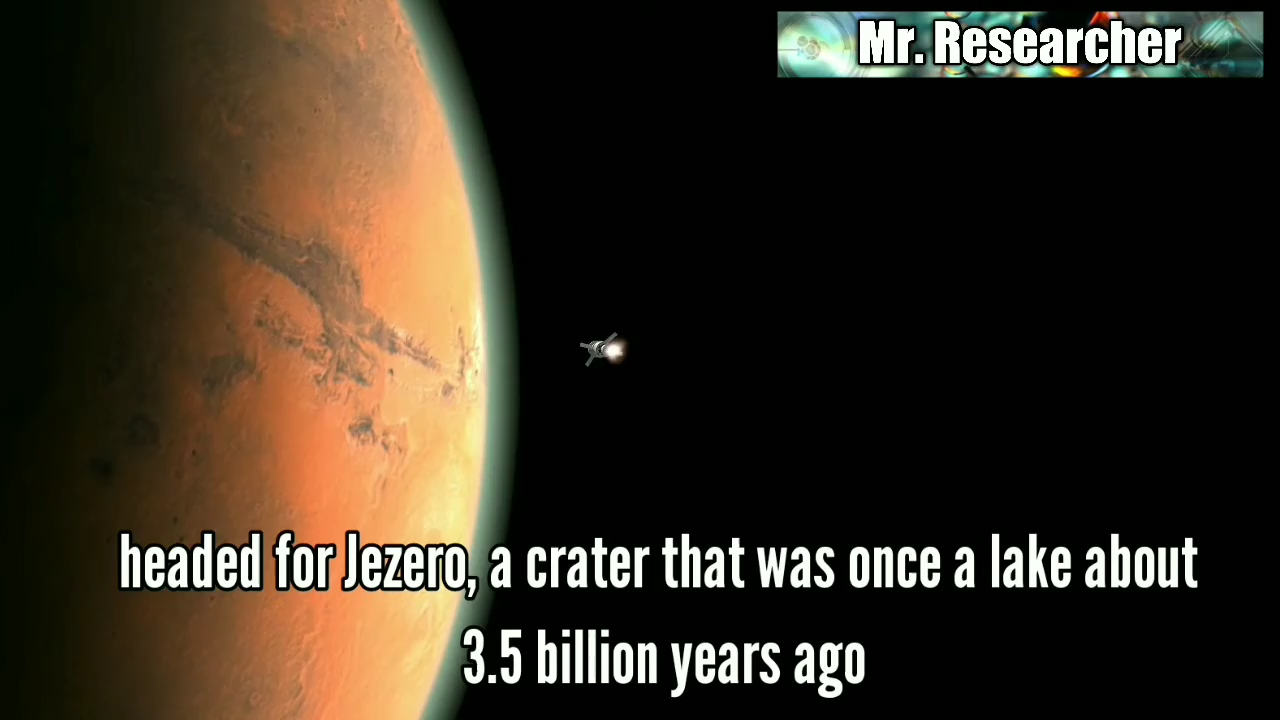 Mr. Researcher
headed for Jezero, a crater that was once a lake about
3.5 billion years ago